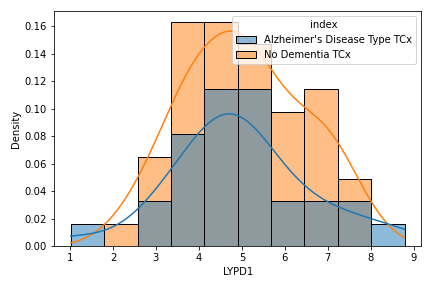 index
Alzheimer's Disease Type TCx
No Dementia TCx
0.16
0.14
0.12
0.10
0.08
0.06
0.04
0.02
0.00
Density
1 2 3 4 5 6 7 8 9
LYPD1